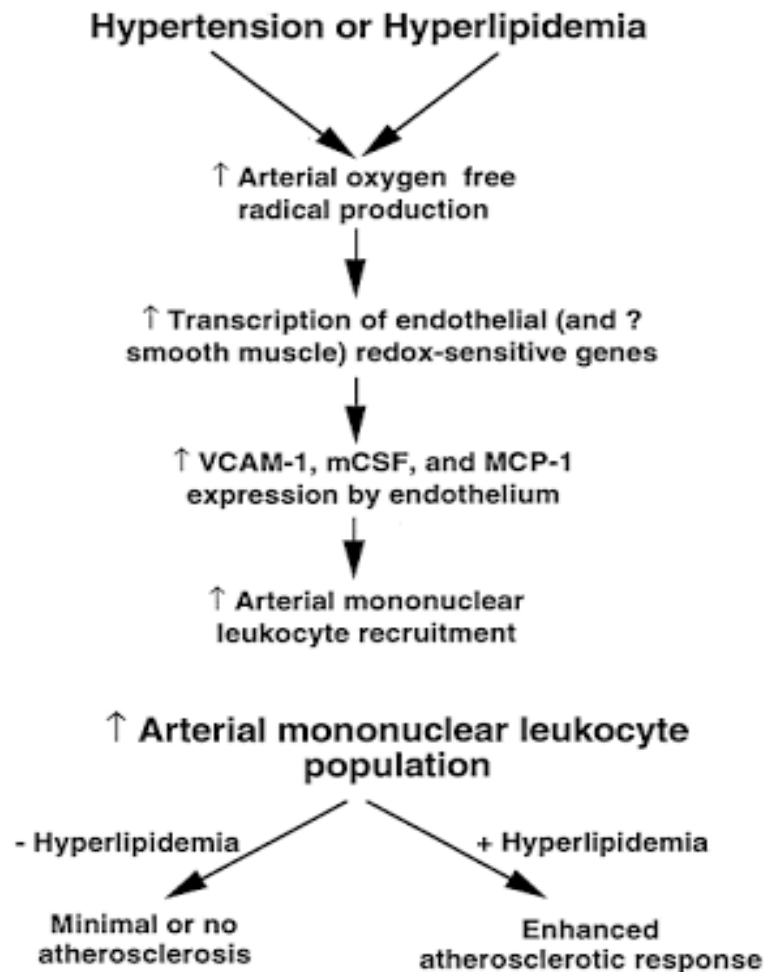 Hypertension or Hyperlipidemia
↑ Arterial oxygen free
radical production
↑ Transcription of endothelial (and ?
smooth muscle) redox-sensitive genes
↑ VCAM-1, mCSF, and MCP-1
expression by endothelium
↑ Arterial mononuclear
leukocyte recruitment
↑ Arterial mononuclear leukocyte
population
- Hyperlipidemia
+ Hyperlipidemia
Minimal or no
atherosclerosis
Enhanced
atherosclerotic response